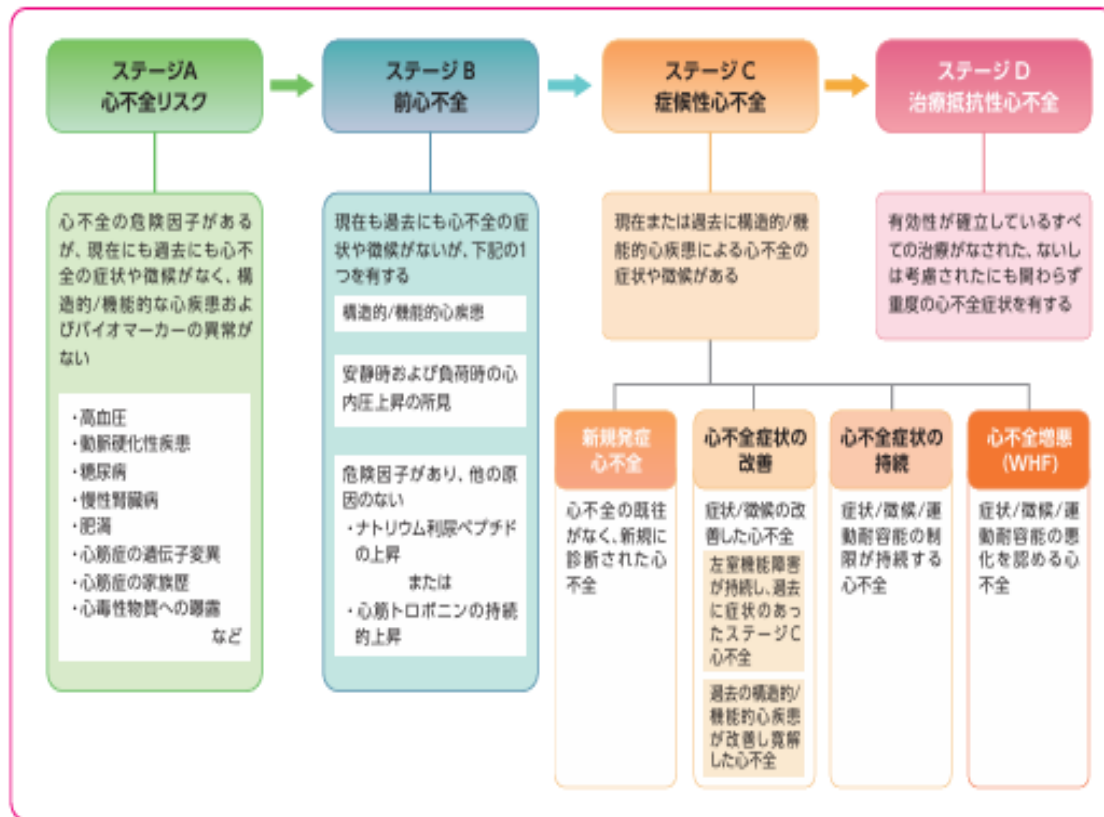 ステージA
心不全リスク
ステージ B
前心不全
ステージ C
症候性心不全
ステージ D
治療抵抗性心不全
心不全の危険因子がある
が、現在にも過去にも心不
全の症状や徴候がなく、構
造的/機能的な心疾患およ
びバイオマーカーの異常が
ない
・高血圧
・動脈硬化性疾患
・糖尿病
・慢性腎臓病
・肥満
・心筋症の遺伝子変異
・心筋症の家族歴
・心毒性物質への曝露
など
現在も過去にも心不全の症
状や徴候がないが、下記の1
つを有する
構造的/機能的心疾患
安静時および負荷時の心
内圧上昇の所見
危険因子があり、他の原
因のない
・ナトリウム利尿ペプチド
の上昇
または
・心筋トロポニンの持続
的上昇
現在または過去に構造的/機
能的心疾患による心不全の
症状や徴候がある
有効性が確立しているすべ
ての治療がなされた、ないし
は考慮されたにも関わらず
重度の心不全症状を有する
新規発症
心不全
心不全の既往
がなく、新規に
診断された心
不全
心不全症状の
改善
症状/徴候の改
善した心不全
左室機能障害
が持続し、過去
に症状のあっ
たステージC
心不全
過去の構造的/
機能的心疾患
が改善し寛解
した心不全
心不全症状の
持続
症状/徴候/運
動耐容能の制
限が持続する
心不全
心不全増悪
(WHF)
症状/徴候/運
動耐容能の悪
化を認める心
不全